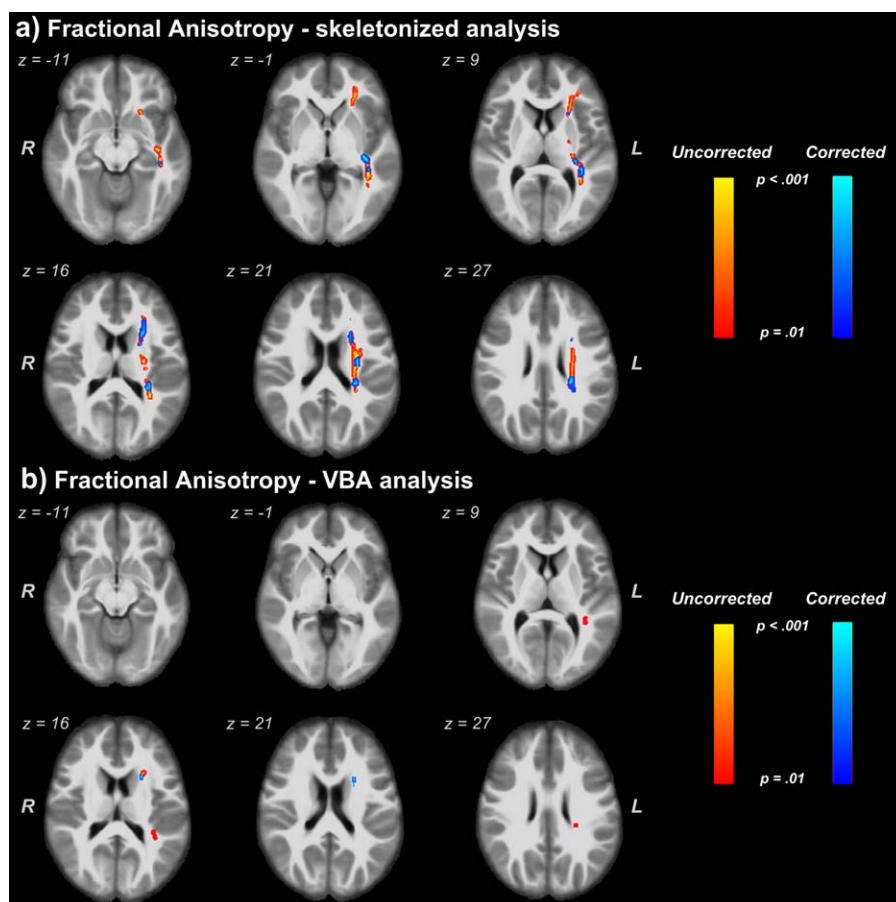 a) Fractional Anisotropy - skeletonized analysis
z = -11
z = -1
z = 9
R
L
Uncorrected
Corrected
p < .001
p = .01
z = 16
z = 21
z = 27
R
L
b) Fractional Anisotropy - VBA analysis
z = -11
z = -1
z = 9
R
L
Uncorrected
Corrected
p < .001
p = .01
z = 16
z = 21
z = 27
R
L